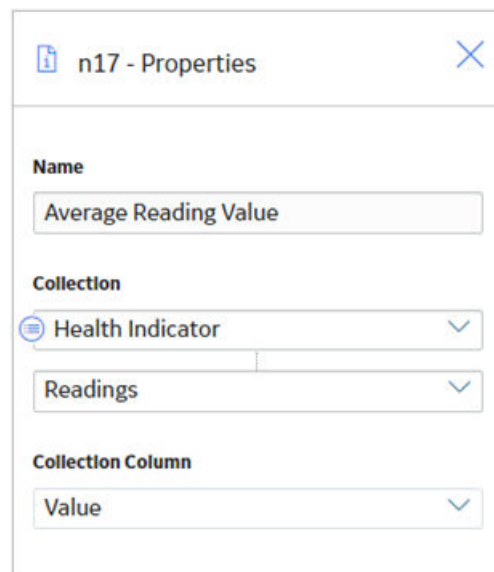 n17 - Properties
Name
Average Reading Value
Collection
Health Indicator
Readings
Collection Column
Value